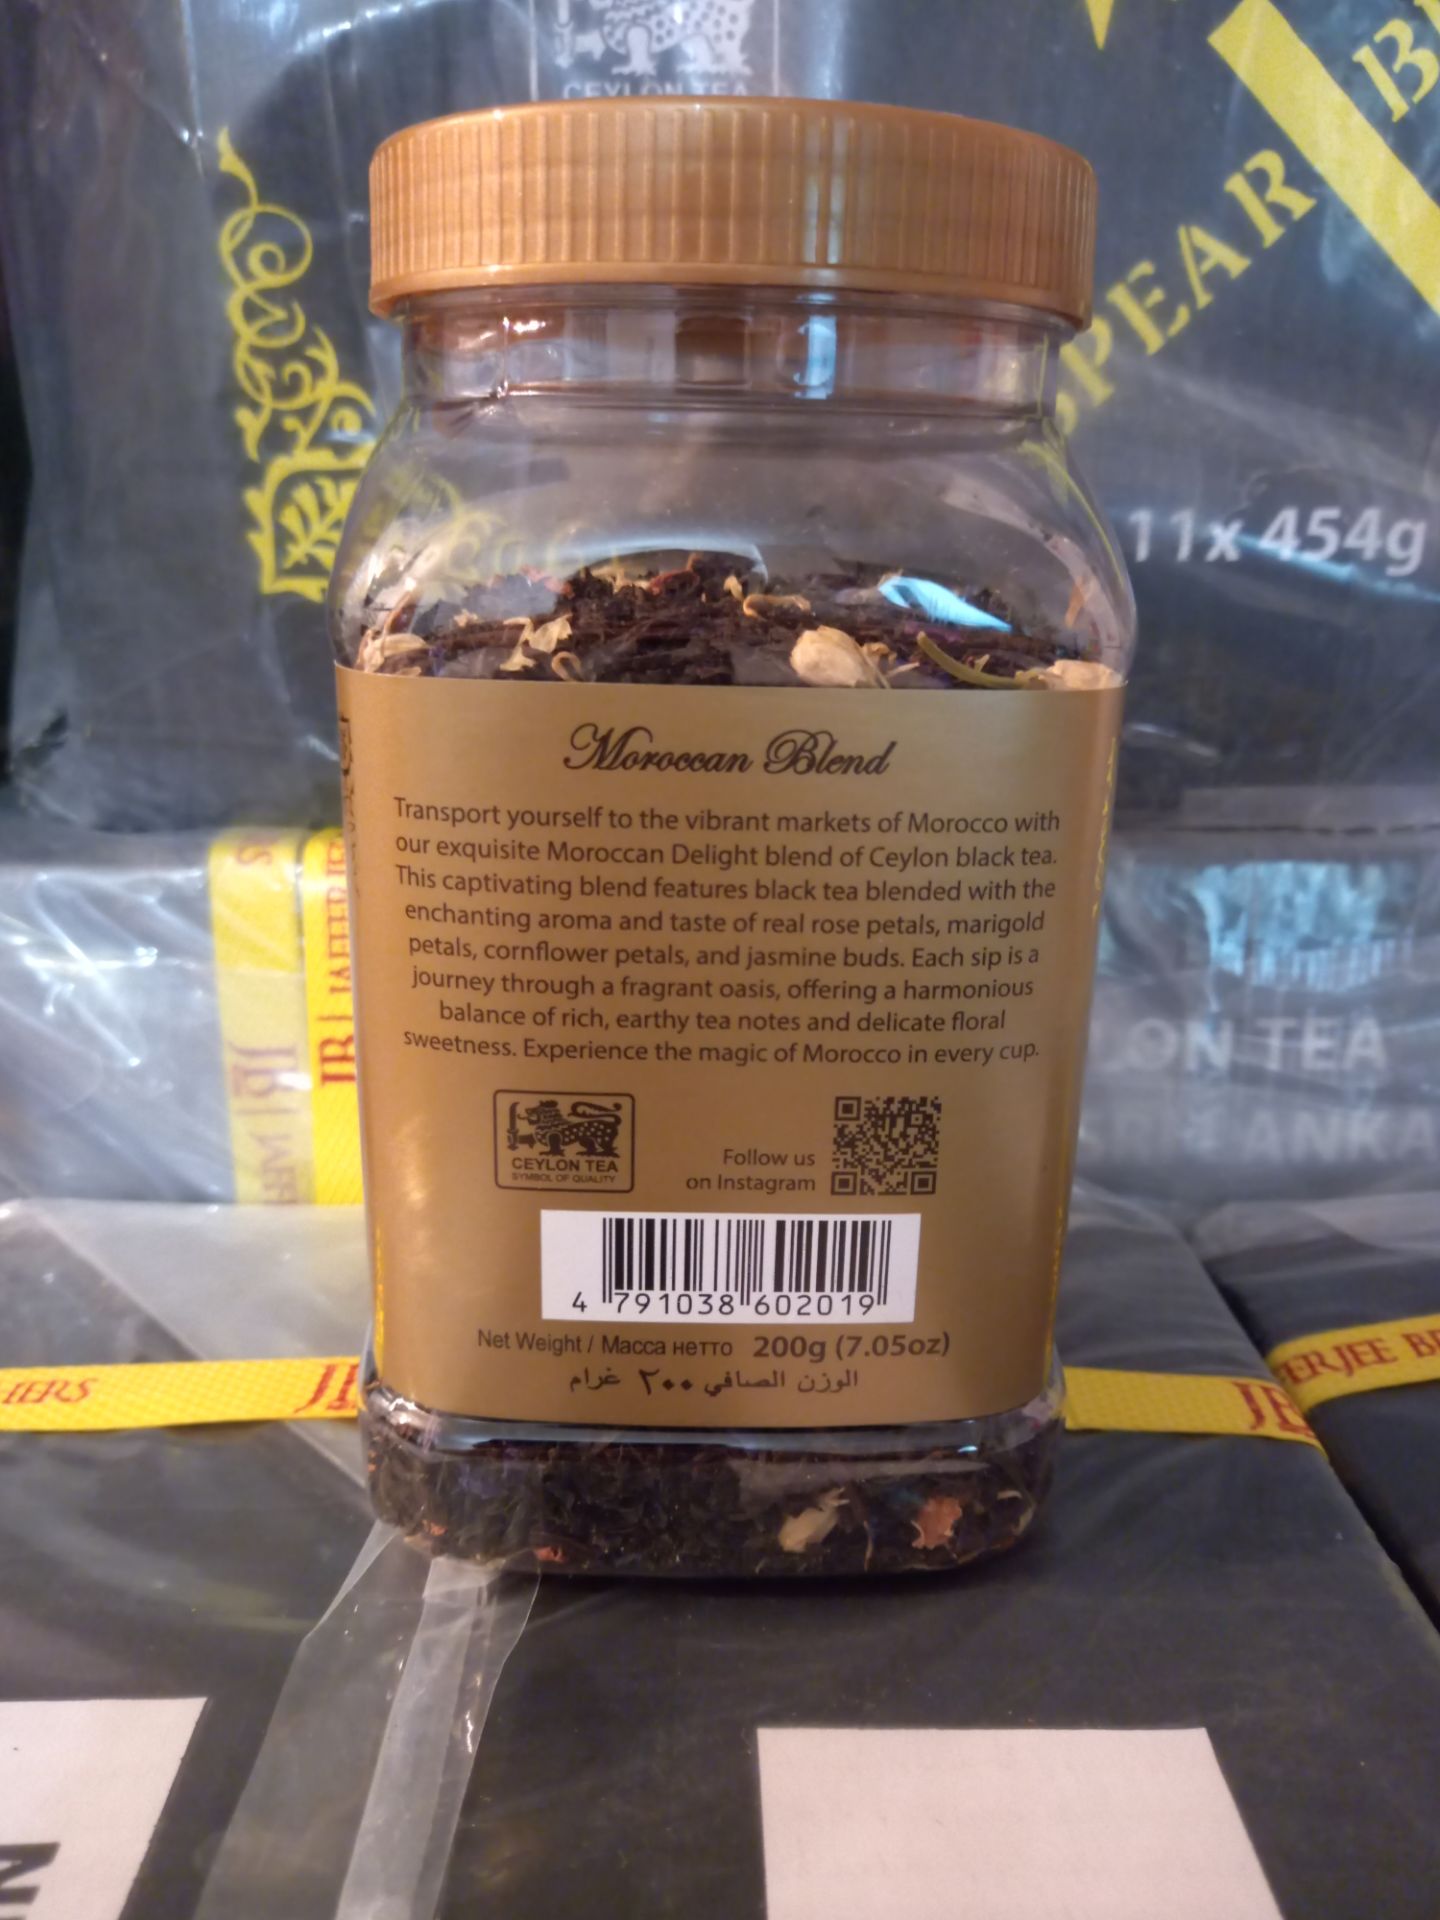 CEYLON TEA
SPEAR
11x 454g
Moroccan Blend
Transport yourself to the vibrant markets of Morocco with
our exquisite Moroccan Delight blend of Ceylon black tea.
This captivating blend features black tea blended with the
enchanting aroma and taste of real rose petals, marigold
petals, cornflower petals, and jasmine buds. Each sip is a
journey through a fragrant oasis, offering a harmonious
balance of rich, earthy tea notes and delicate floral
sweetness. Experience the magic of Morocco in every cup.
CEYLON TEA
SYMBOL OF QUALITY
Follow us
on Instagram
4 791038 602019
Net Weight / Масса нетто 200g (7.05oz)
الوزن الصافي ٢٠٠ غرام
JB
ON TEA